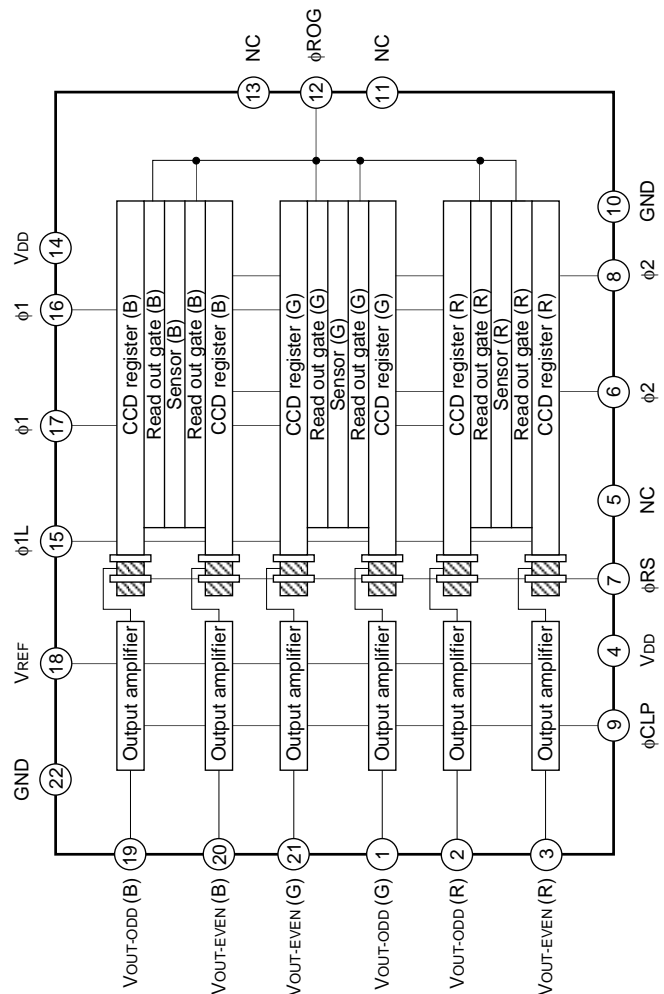 NC
φROG
NC
13
12
11
VDD
14
φ1
16
φ1
17
φ1L
15
VREF
18
GND
22
10
GND
8
φ2
6
φ2
5
NC
7
φRS
4
VDD
9
φCLP
CCD register (B)
Read out gate (B)
Sensor (B)
Read out gate (B)
CCD register (B)
CCD register (G)
Read out gate (G)
Sensor (G)
Read out gate (G)
CCD register (G)
CCD register (R)
Read out gate (R)
Sensor (R)
Read out gate (R)
CCD register (R)
Output amplifier
Output amplifier
Output amplifier
Output amplifier
Output amplifier
Output amplifier
19
20
21
1
2
3
VOUT-ODD (B)
VOUT-EVEN (B)
VOUT-EVEN (G)
VOUT-ODD (G)
VOUT-ODD (R)
VOUT-EVEN (R)